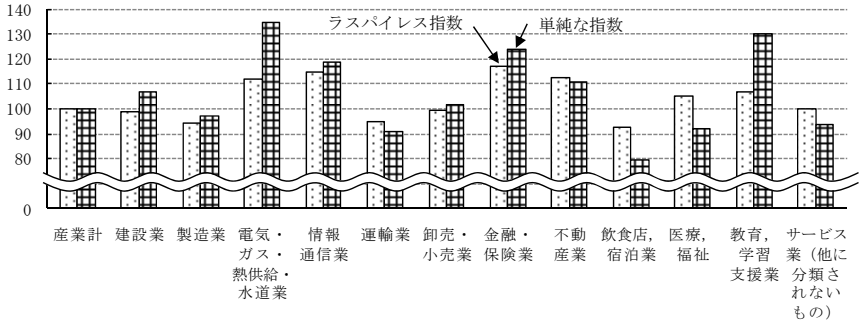 140
130
120
110
100
90
80
0
ラスパイレス指数
単純な指数
産業計
建設業
製造業
電気・
ガス・
熱供給・
水道業
情報
通信業
運輸業
卸売・
小売業
金融・
保険業
不動
産業
飲食店,
宿泊業
医療,
福祉
教育,
学習
支援業
サービス
業（他に
分類さ
れない
もの）